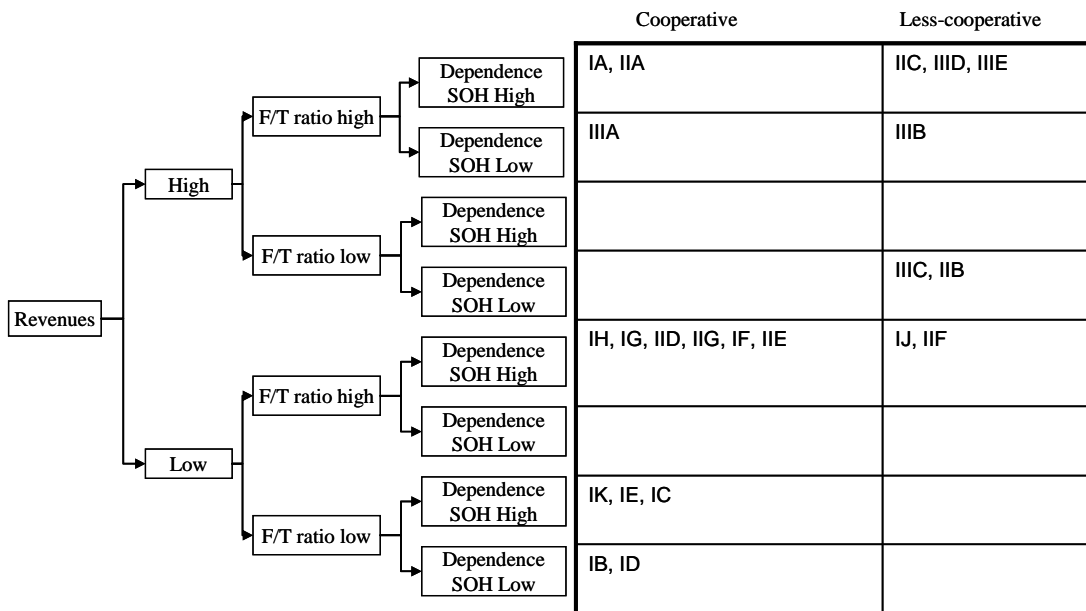 Cooperative Less-cooperative
Dependence
SOH High
IA, IIA
IIC, IIID, IIIE
F/T ratio high
Dependence
SOH Low
IIIA
IIIB
High
Dependence
SOH High
F/T ratio low
Dependence
SOH Low
IIIC, IIB
Revenues
Dependence
SOH High
IH, IG, IID, IIG, IF, IIE
IJ, IIF
F/T ratio high
Dependence
SOH Low
Low
Dependence
SOH High
IK, IE, IC
F/T ratio low
Dependence
SOH Low
IB, ID